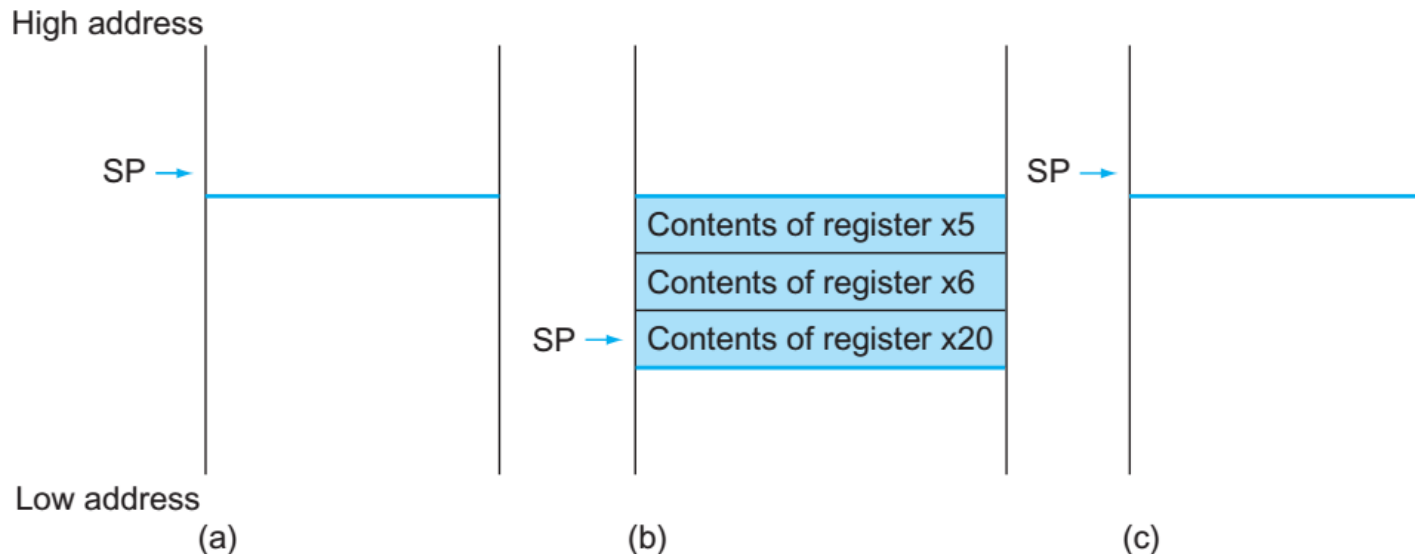 High address
SP
SP
Contents of register x5
Contents of register x6
SP
Contents of register x20
Low address
(a)
(b)
(c)